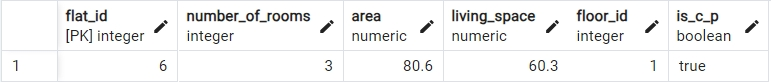 flat_id number_of_rooms area living_space floor_id is_c_p
[PK] integer integer numeric numeric integer boolean
1 6 3 80.6 60.3 1 true